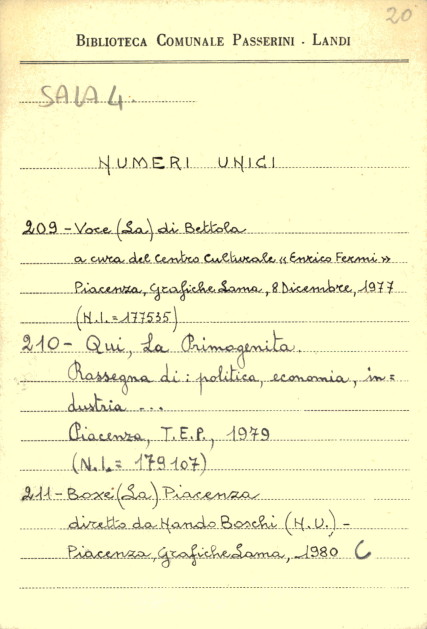 20
BIBLIOTECA COMUNALE PASSERINI - LANDI
SALA 4.
NUMERI UNICI
209 - Voce (La) di Bettola
a cura del Centro Culturale « Enrico Fermi »
Piacenza, Grafiche Lama, 8 Dicembre, 1977
(N.I. = 177535)
210 - Qui, La Primogenita.
Rassegna di : politica, economia, in=
dustria ...
Piacenza, T.E.P., 1979
(N.I. = 179107)
211 - Boxe (La) Piacenza
diretto da Nando Boschi (N.U.) -
Piacenza, Grafiche Lama, 1980 C